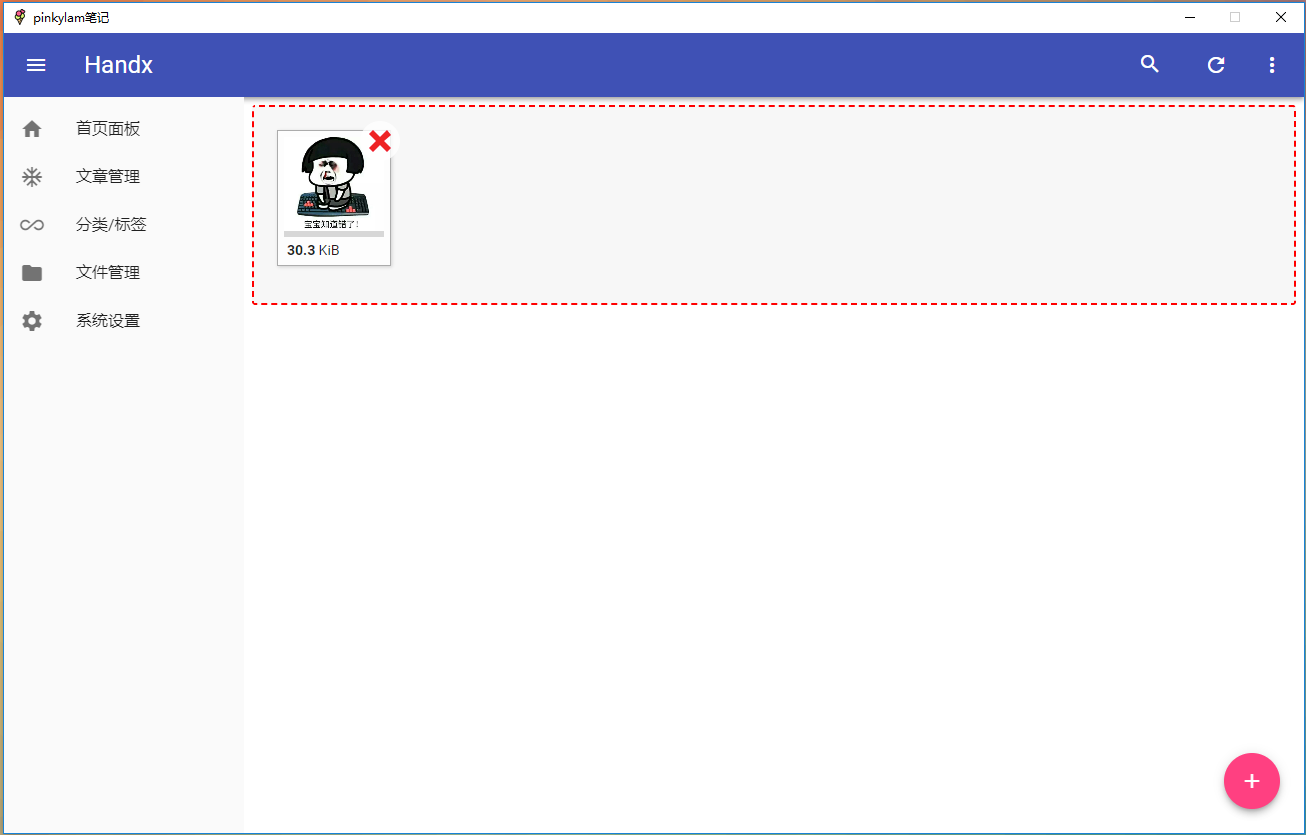 pinkylam笔记
Handx
首页面板
文章管理
分类/标签
文件管理
系统设置
宝宝知道错了!
30.3 KiB